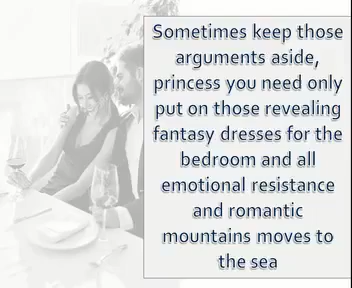 Sometimes keep those
arguments aside,
princess you need only
put on those revealing
fantasy dresses for the
bedroom and all
emotional resistance
and romantic
mountains moves to
the sea